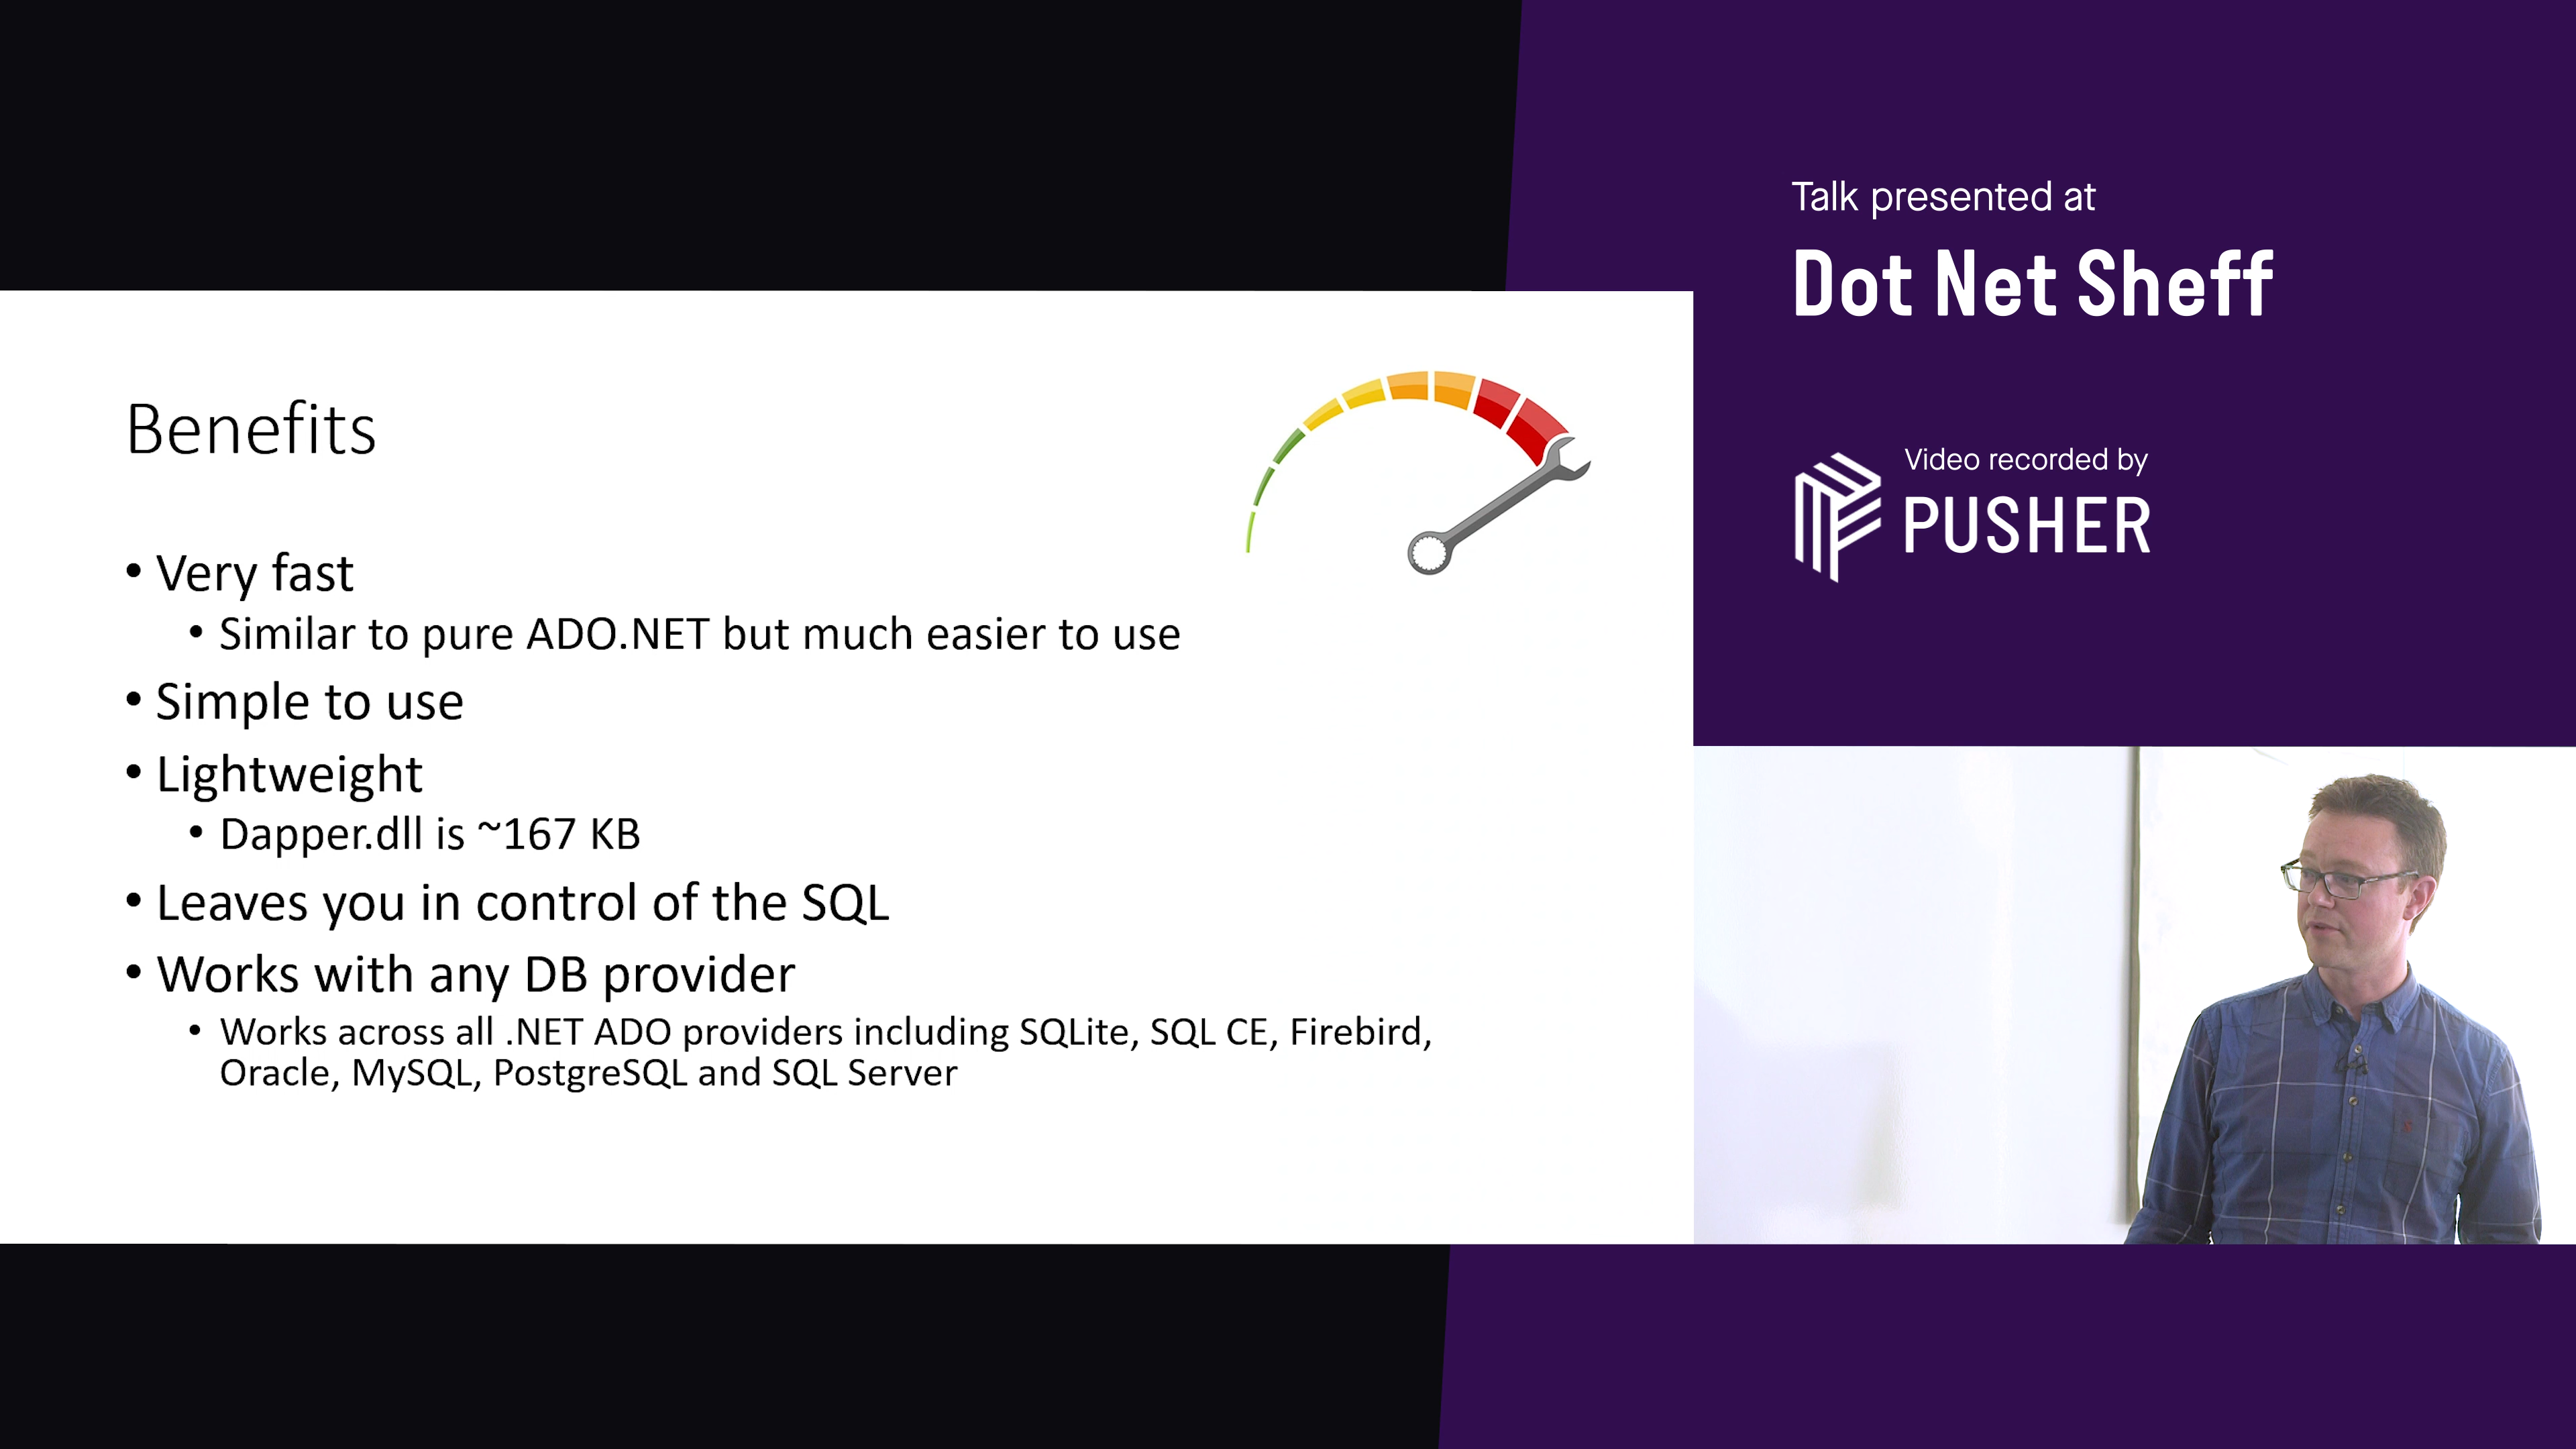 Talk presented at
Dot Net Sheff
Video recorded by
PUSHER
Benefits
• Very fast
• Similar to pure ADO.NET but much easier to use
• Simple to use
• Lightweight
• Dapper.dll is ~167 KB
• Leaves you in control of the SQL
• Works with any DB provider
• Works across all .NET ADO providers including SQLite, SQL CE, Firebird,
Oracle, MySQL, PostgreSQL and SQL Server